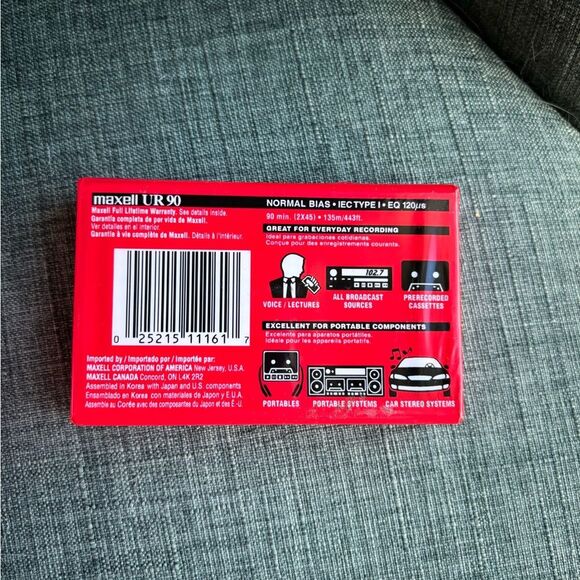 maxell UR 90
Maxell Full Lifetime Warranty. See details inside.
Garantía completa de por vida de Maxell.
Ver detalles en el interior.
Garantie à vie complète de Maxell. Détails à l'intérieur.
0 25215 11161 7
Imported by / Importado por / Importés par:
MAXELL CORPORATION OF AMERICA New Jersey, U.S.A.
MAXELL CANADA Concord, ON L4K 2R2
Assembled in Korea with Japan and U.S. components
Ensamblado en Korea con materiales de Japon y E.U.A.
Assemblé au Corée avec des composantes du Japon et des É.-U.
NORMAL BIAS • IEC TYPE I • EQ 120µs
90 min. (2X45) • 135m/443ft.
GREAT FOR EVERYDAY RECORDING
Ideal para grabaciones cotidianas.
Conçue pour des enregistrements courants.
102.7
VOICE / LECTURES
ALL BROADCAST
SOURCES
PRERECORDED
CASSETTES
EXCELLENT FOR PORTABLE COMPONENTS
Excelente para aparatos portátiles.
Idéale pour les appareils portatifs.
PORTABLES
PORTABLE SYSTEMS
CAR STEREO SYSTEMS